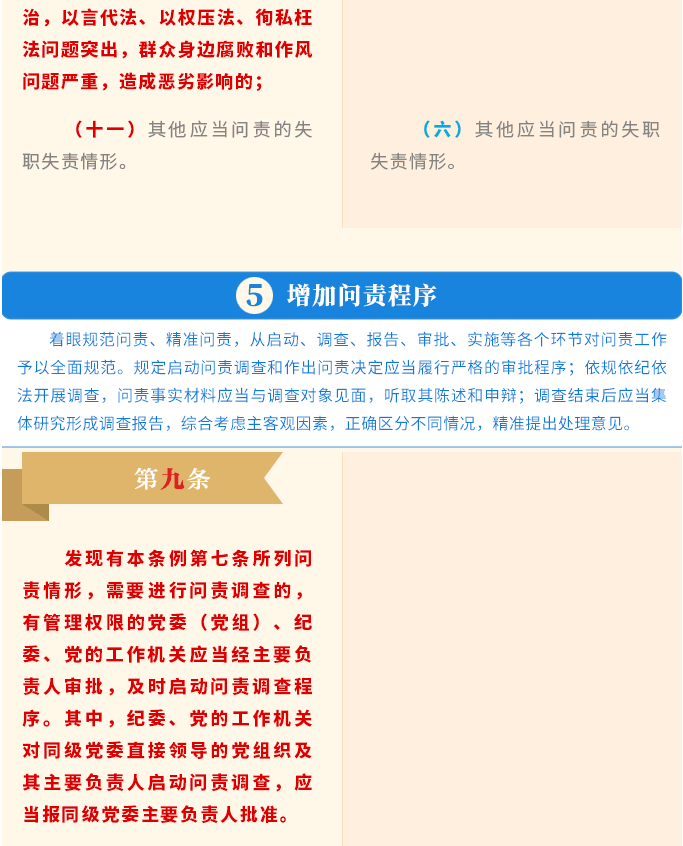 治，以言代法、以权压法、徇私枉
法问题突出，群众身边腐败和作风
问题严重，造成恶劣影响的；
（十一）其他应当问责的失
职失责情形。
（六）其他应当问责的失职
失责情形。
5 增加问责程序
着眼规范问责、精准问责，从启动、调查、报告、审批、实施等各个环节对问责工作
予以全面规范。规定启动问责调查和作出问责决定应当履行严格的审批程序；依规依纪依
法开展调查，问责事实材料应当与调查对象见面，听取其陈述和申辩；调查结束后应当集
体研究形成调查报告，综合考虑主客观因素，正确区分不同情况，精准提出处理意见。
第九条
发现有本条例第七条所列问
责情形，需要进行问责调查的，
有管理权限的党委（党组）、纪
委、党的工作机关应当经主要负
责人审批，及时启动问责调查程
序。其中，纪委、党的工作机关
对同级党委直接领导的党组织及
其主要负责人启动问责调查，应
当报同级党委主要负责人批准。